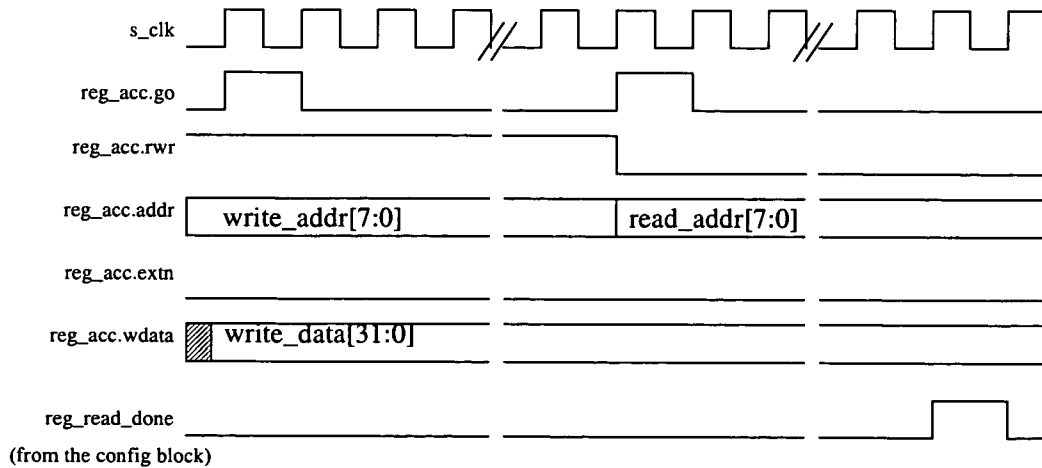 s_clk
reg_acc.go
reg_acc.rwr
reg_acc.addr
write_addr[7:0]
read_addr[7:0]
reg_acc.extn
reg_acc.wdata
write_data[31:0]
reg_read_done
(from the config block)